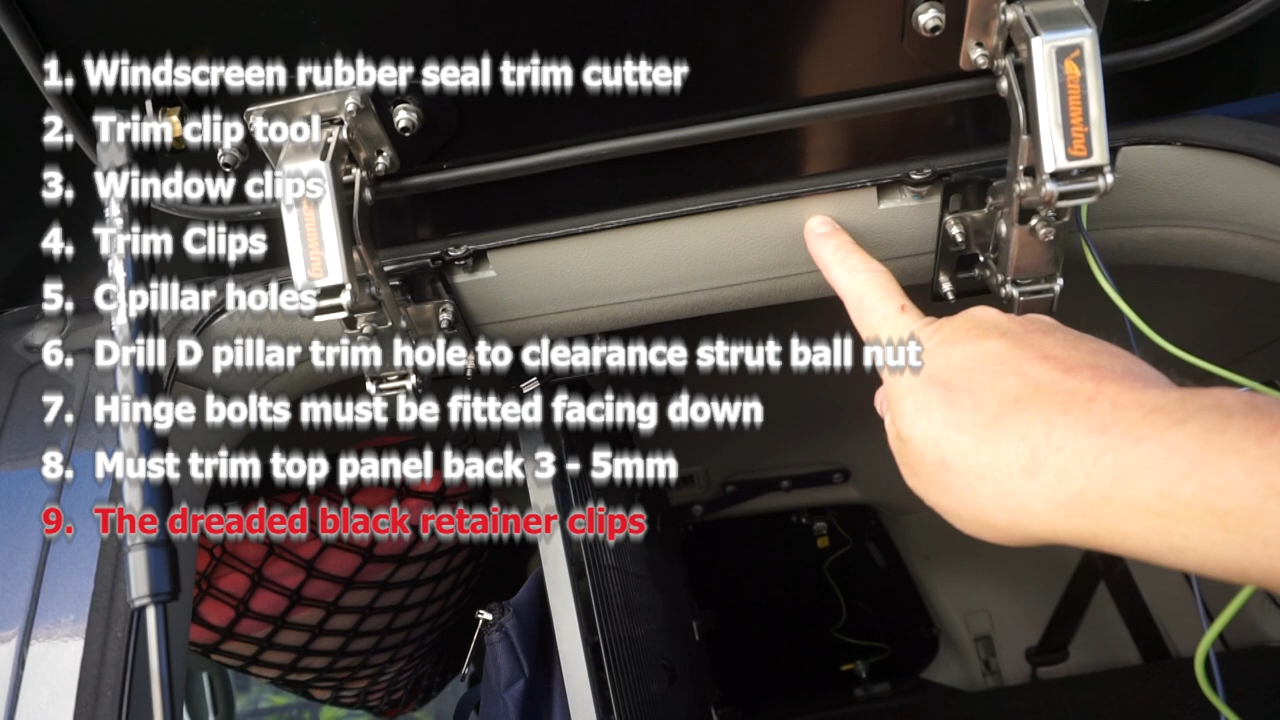 1. Windscreen rubber seal trim cutter
2. Trim clip tool
3. Window clips
4. Trim Clips
5. C pillar holes
6. Drill D pillar trim hole to clearance strut ball nut
7. Hinge bolts must be fitted facing down
8. Must trim top panel back 3 - 5mm
9. The dreaded black retainer clips
emuwing
emuwing